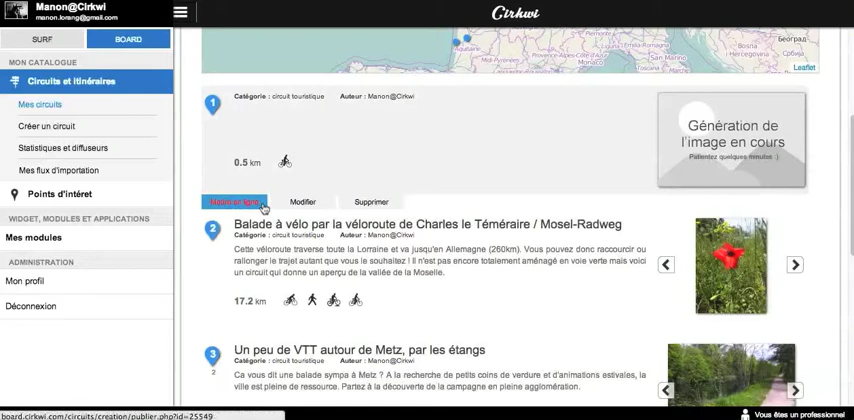 Manon@Cirkwi
manon.lorang@gmail.com
Cirkwi
SURF
BOARD
MON CATALOGUE
Circuits et itinéraires
Mes circuits
Créer un circuit
Statistiques et diffuseurs
Mes flux d'importation
Points d'intéret
WIDGET, MODULES ET APPLICATIONS
Mes modules
ADMINISTRATION
Mon profil
Déconnexion
Aquitaine
Београд
Србија
Leaflet
1
Catégorie : circuit touristique Auteur : Manon@Cirkwi
0.5 km
Génération de
l'image en cours
Patientez quelques minutes :)
Modifier
Supprimer
2
Balade à vélo par la véloroute de Charles le Téméraire / Mosel-Radweg
Catégorie : circuit touristique Auteur : Manon@Cirkwi
Cette véloroute traverse toute la Lorraine et va jusqu'en Allemagne (260km). Vous pouvez donc raccourcir ou
rallonger le trajet autant que vous le souhaitez ! Il n'est pas encore totalement aménagé en voie verte mais voici
un circuit qui donne un aperçu de la vallée de la Moselle.
17.2 km
3
2
Un peu de VTT autour de Metz, par les étangs
Catégorie : circuit touristique Auteur : Manon@Cirkwi
Ca vous dit une balade sympa à Metz ? A la recherche de petits coins de verdure et d'animations estivales, la
ville est pleine de ressource. Partez à la découverte de la campagne en pleine agglomération.
board.cirkwi.com/circuits/creation/publier.php?id=25549
Vous êtes un professionnel